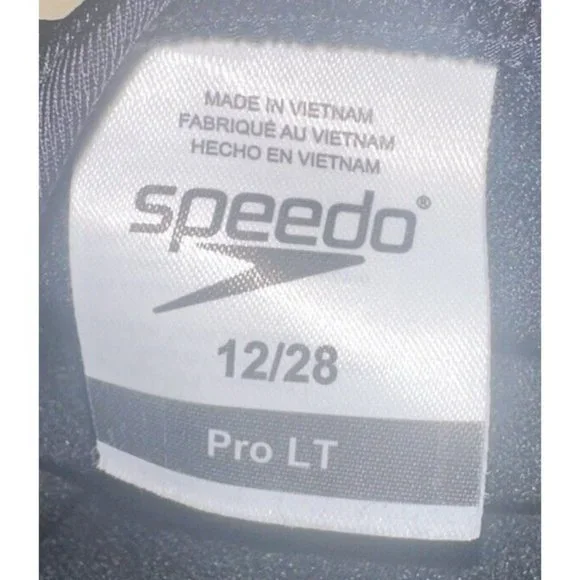 MADE IN VIETNAM
FABRIQUÉ AU VIETNAM
HECHO EN VIETNAM
speedo®
12/28
Pro LT